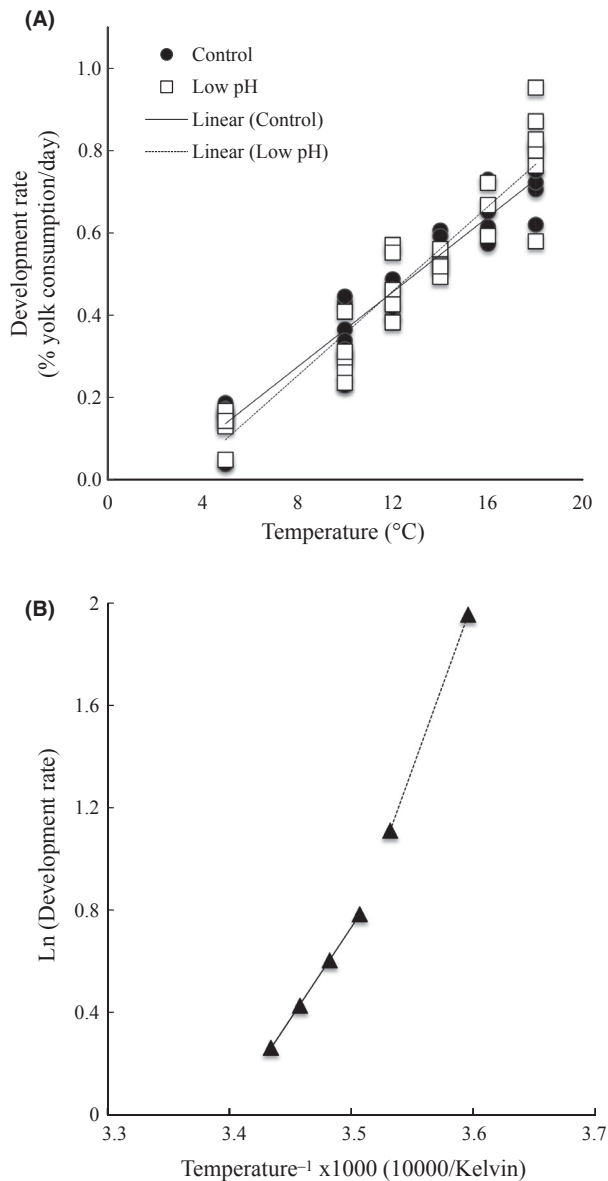 (A)
Control
Low pH
Linear (Control)
Linear (Low pH)
1.0
0.8
0.6
0.4
0.2
0.0
0
4
8
12
16
20
Development rate
(% yolk consumption/day)
Temperature (°C)
(B)
2
1.6
1.2
0.8
0.4
0
3.3
3.4
3.5
3.6
3.7
Ln (Development rate)
Temperature⁻¹ x1000 (10000/Kelvin)